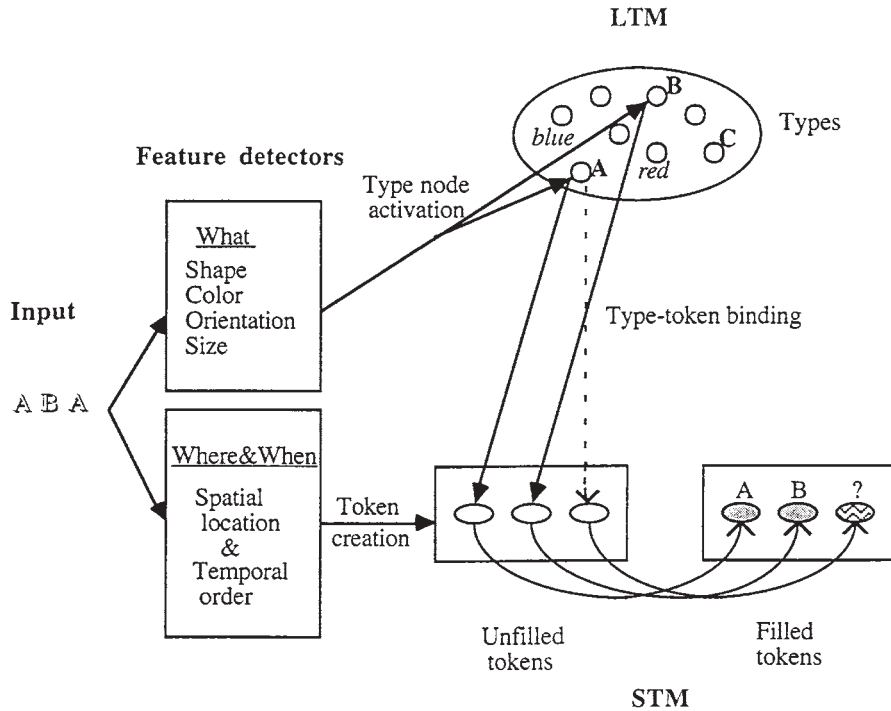 LTM
B
blue
C
Types
A
red
Feature detectors
Type node
activation
What
Shape
Color
Orientation
Size
Input
Type-token binding
A B A
Where&When
Spatial
location
&
Temporal
order
Token
creation
A B ?
Unfilled
tokens
Filled
tokens
STM